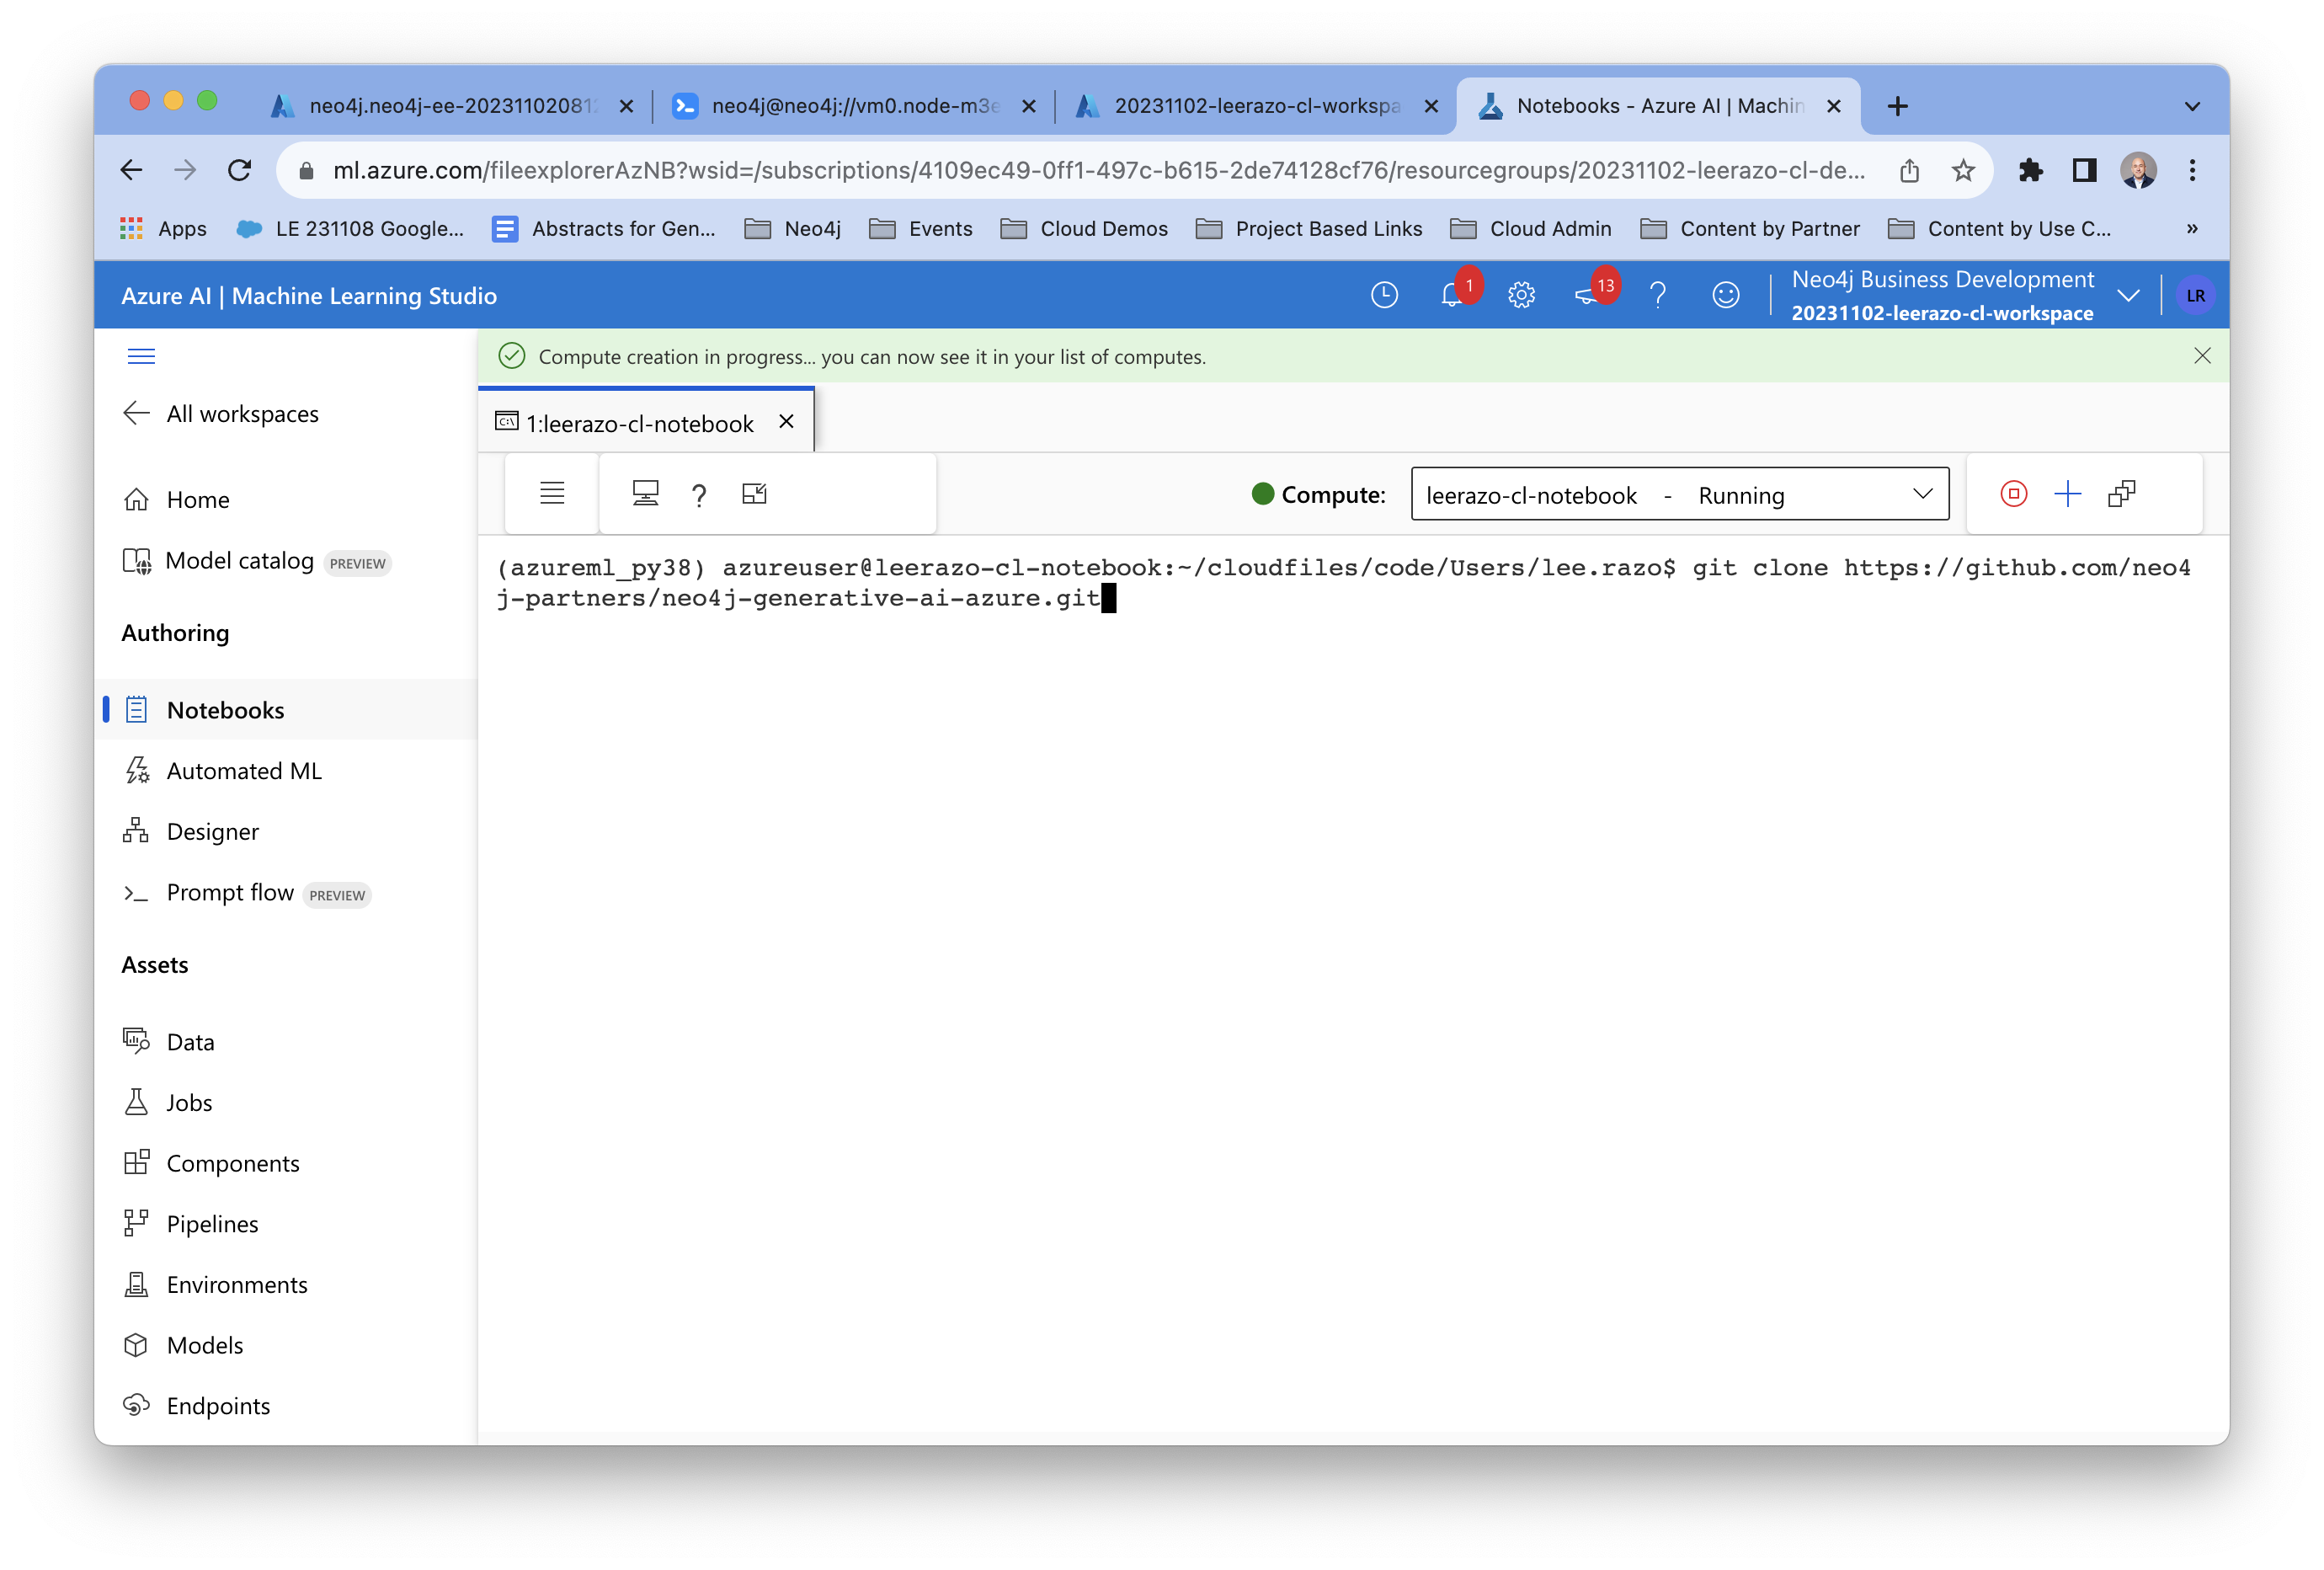 neo4j.neo4j-ee-202311020812
neo4j@neo4j://vm0.node-m3e
20231102-leerazo-cl-workspa
Notebooks - Azure AI | Machin
ml.azure.com/fileexplorerAzNB?wsid=/subscriptions/4109ec49-0ff1-497c-b615-2de74128cf76/resourcegroups/20231102-leerazo-cl-de...
Apps
LE 231108 Google...
Abstracts for Gen...
Neo4j
Events
Cloud Demos
Project Based Links
Cloud Admin
Content by Partner
Content by Use C...
»
Azure AI | Machine Learning Studio
1
13
Neo4j Business Development
20231102-leerazo-cl-workspace
LR
Compute creation in progress... you can now see it in your list of computes.
All workspaces
Home
Model catalog PREVIEW
Authoring
Notebooks
Automated ML
Designer
Prompt flow PREVIEW
Assets
Data
Jobs
Components
Pipelines
Environments
Models
Endpoints
1:leerazo-cl-notebook
Compute: leerazo-cl-notebook - Running
(azureml_py38) azureuser@leerazo-cl-notebook:~/cloudfiles/code/Users/lee.razo$ git clone https://github.com/neo4
j-partners/neo4j-generative-ai-azure.git